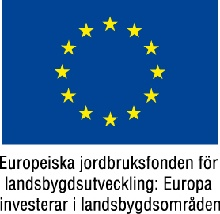 Europeiska jordbruksfonden för
landsbygdsutveckling: Europa
investerar i landsbygdsområden